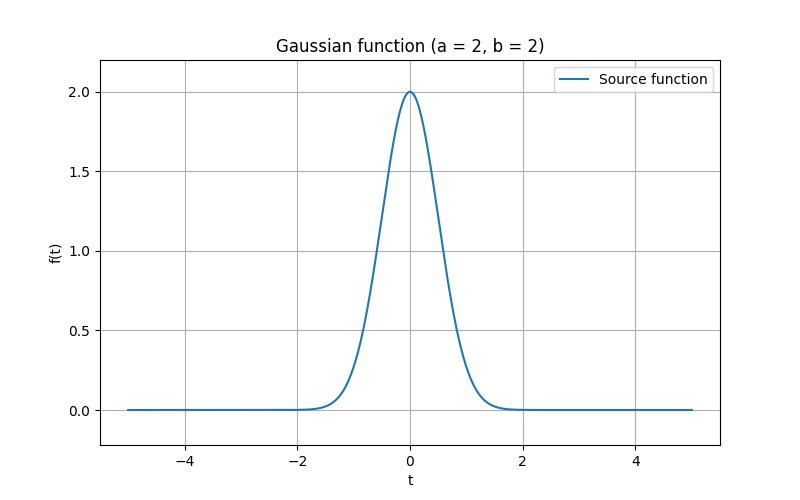 Gaussian function (a = 2, b = 2)
Source function
2.0
1.5
1.0
0.5
0.0
f(t)
−4
−2
0
2
4
t